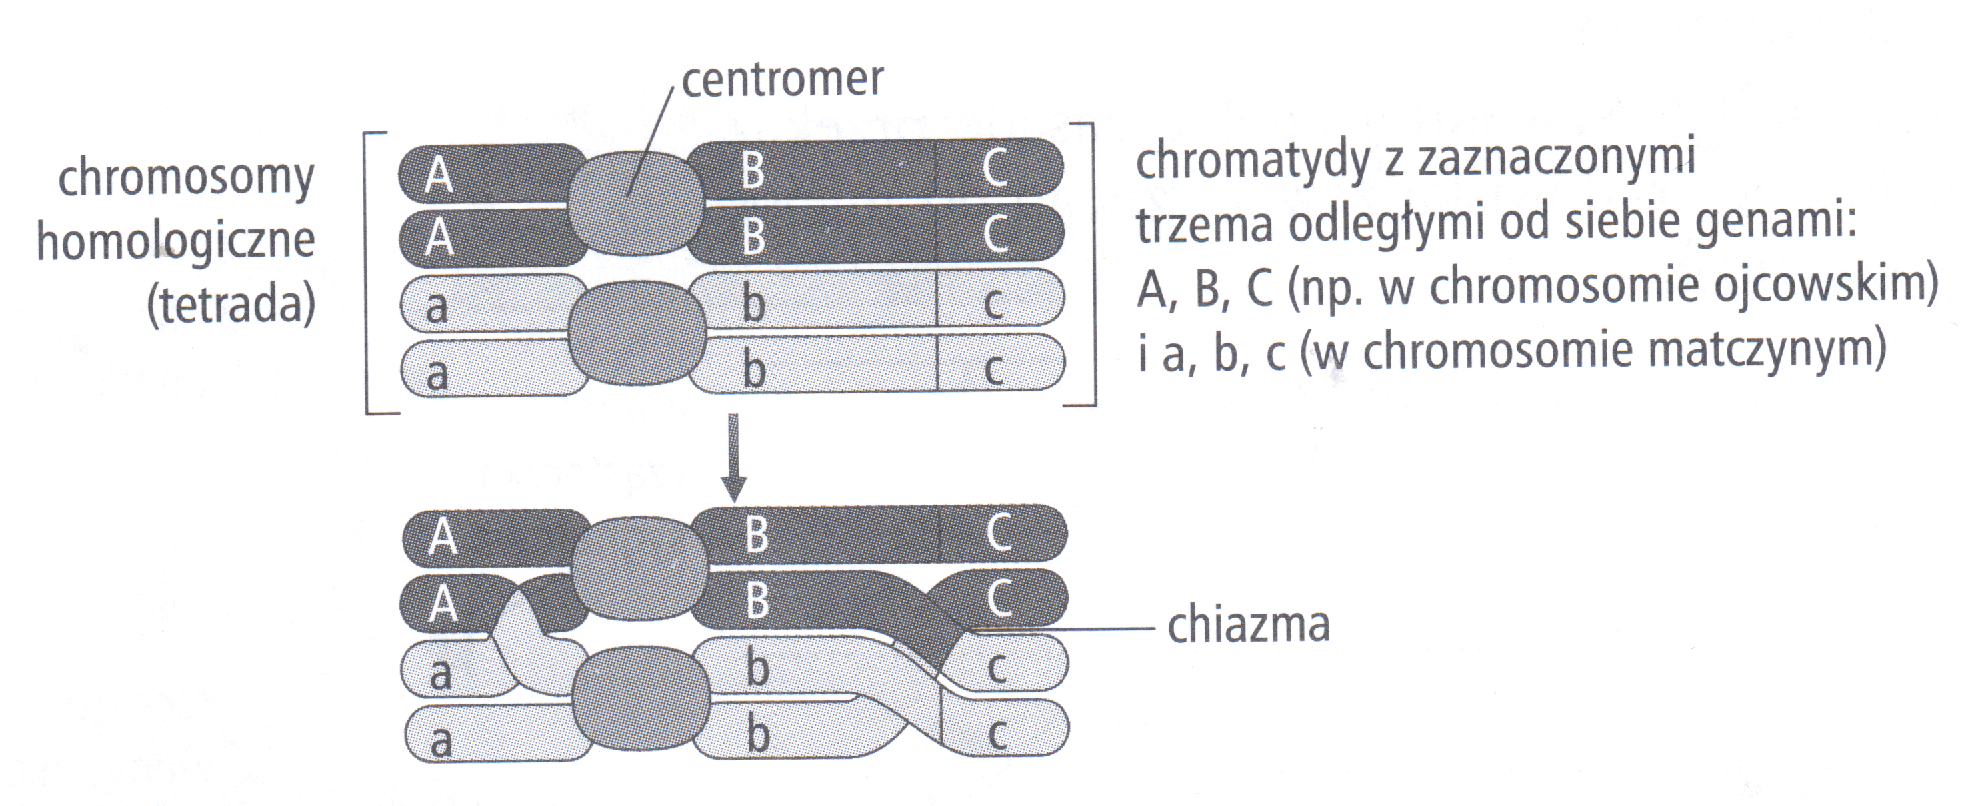 centromer
chromosomy
homologiczne
(tetrada)
A B C
A B C
a b c
a b c
chromatydy z zaznaczonymi
trzema odległymi od siebie genami:
A, B, C (np. w chromosomie ojcowskim)
i a, b, c (w chromosomie matczynym)
A B C
A B C
a b c
a b c
chiazma